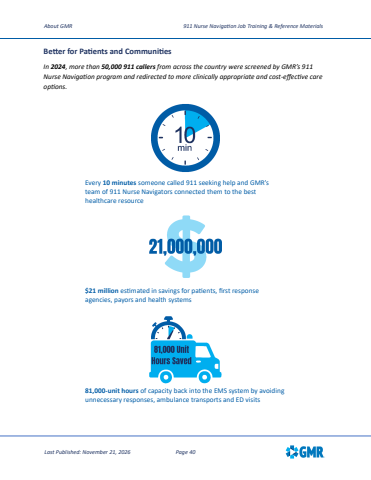 About GMR 911 Nurse Navigation Job Training & Reference Materials
Better for Patients and Communities
In 2024, more than 50,000 911 callers from across the country were screened by GMR's 911
Nurse Navigation program and redirected to more clinically appropriate and cost-effective care
options.
10
min
Every 10 minutes someone called 911 seeking help and GMR's
team of 911 Nurse Navigators connected them to the best
healthcare resource
$
21,000,000
$21 million estimated in savings for patients, first response
agencies, payors and health systems
81,000 Unit
Hours Saved
81,000-unit hours of capacity back into the EMS system by avoiding
unnecessary responses, ambulance transports and ED visits
Last Published: November 21, 2026 Page 40
GMR